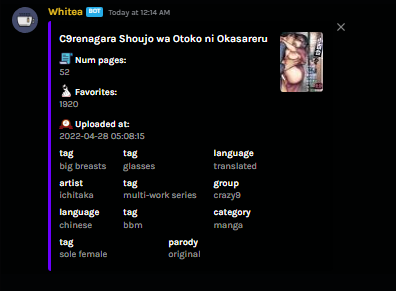 Whitea BOT Today at 12:14 AM
C9renagara Shoujo wa Otoko ni Okasareru
Num pages:
52
Favorites:
1920
Uploaded at:
2022-04-28 05:08:15
tag tag language
big breasts glasses translated
artist tag group
ichitaka multi-work series crazy9
language tag category
chinese bbm manga
tag parody
sole female original